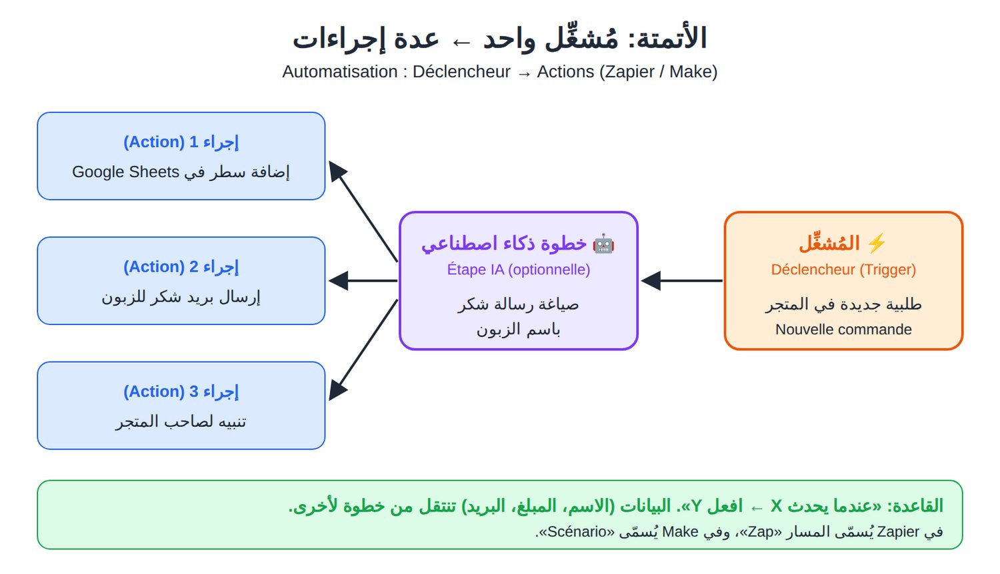 الأتمتة: مُشغِّل واحد ← عدة إجراءات
Automatisation : Déclencheur → Actions (Zapier / Make)
⚡ المُشغِّل
Déclencheur (Trigger)
طلبية جديدة في المتجر
Nouvelle commande
🤖 خطوة ذكاء اصطناعي
Étape IA (optionnelle)
صياغة رسالة شكر
باسم الزبون
إجراء 1 (Action)
إضافة سطر في Google Sheets
إجراء 2 (Action)
إرسال بريد شكر للزبون
إجراء 3 (Action)
تنبيه لصاحب المتجر
القاعدة: «عندما يحدث X ← افعل Y». البيانات (الاسم، المبلغ، البريد) تنتقل من خطوة لأخرى.
في Zapier يُسمّى المسار «Zap»، وفي Make يُسمّى «Scénario».